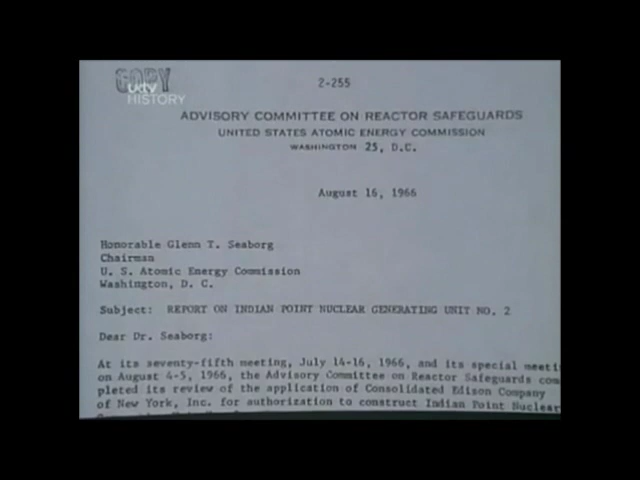 COPY
uktv
HISTORY
2-255
ADVISORY COMMITTEE ON REACTOR SAFEGUARDS
UNITED STATES ATOMIC ENERGY COMMISSION
WASHINGTON 25, D.C.
August 16, 1966
Honorable Glenn T. Seaborg
Chairman
U. S. Atomic Energy Commission
Washington, D. C.
Subject: REPORT ON INDIAN POINT NUCLEAR GENERATING UNIT NO. 2
Dear Dr. Seaborg:
At its seventy-fifth meeting, July 14-16, 1966, and its special meeti
on August 4-5, 1966, the Advisory Committee on Reactor Safeguards com
pleted its review of the application of Consolidated Edison Company
of New York, Inc. for authorization to construct Indian Point Nuclear